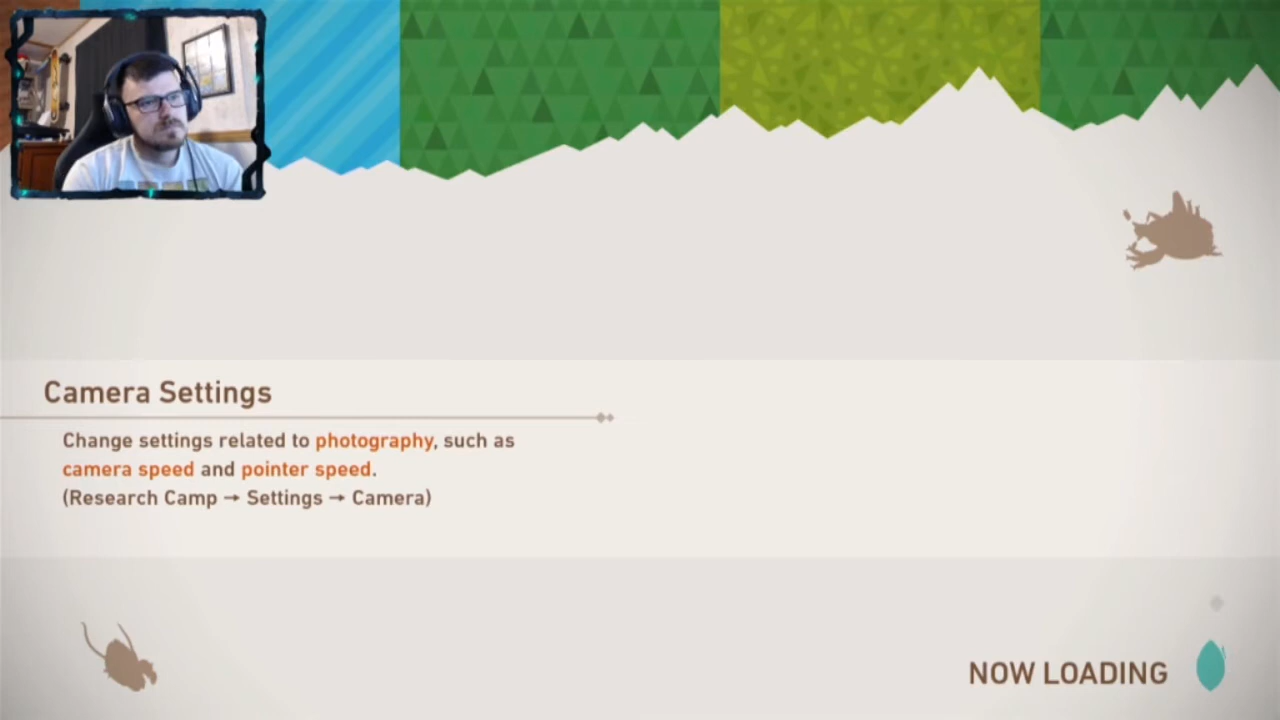 Camera Settings
Change settings related to photography, such as
camera speed and pointer speed.
(Research Camp → Settings → Camera)
NOW LOADING